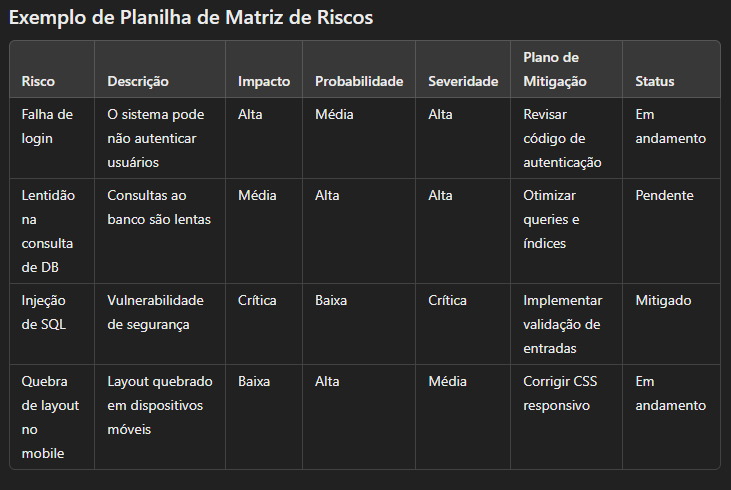 Exemplo de Planilha de Matriz de Riscos
Risco Descrição Impacto Probabilidade Severidade Plano de Mitigação Status
Falha de login O sistema pode não autenticar usuários Alta Média Alta Revisar código de autenticação Em andamento
Lentidão na consulta de DB Consultas ao banco são lentas Média Alta Alta Otimizar queries e índices Pendente
Injeção de SQL Vulnerabilidade de segurança Crítica Baixa Crítica Implementar validação de entradas Mitigado
Quebra de layout no mobile Layout quebrado em dispositivos móveis Baixa Alta Média Corrigir CSS responsivo Em andamento